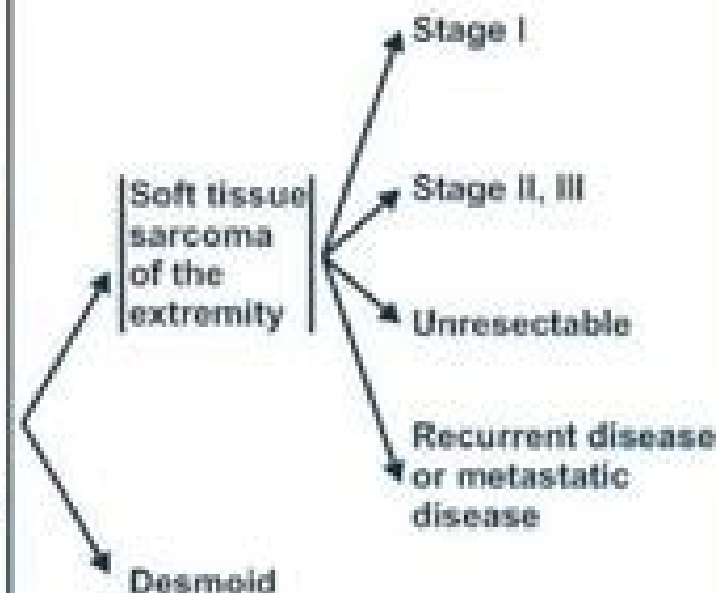 Stage I
Soft tissue
sarcoma
of the
extremity
Stage II, III
Unresectable
Recurrent disease
or metastatic
disease
Desmoid